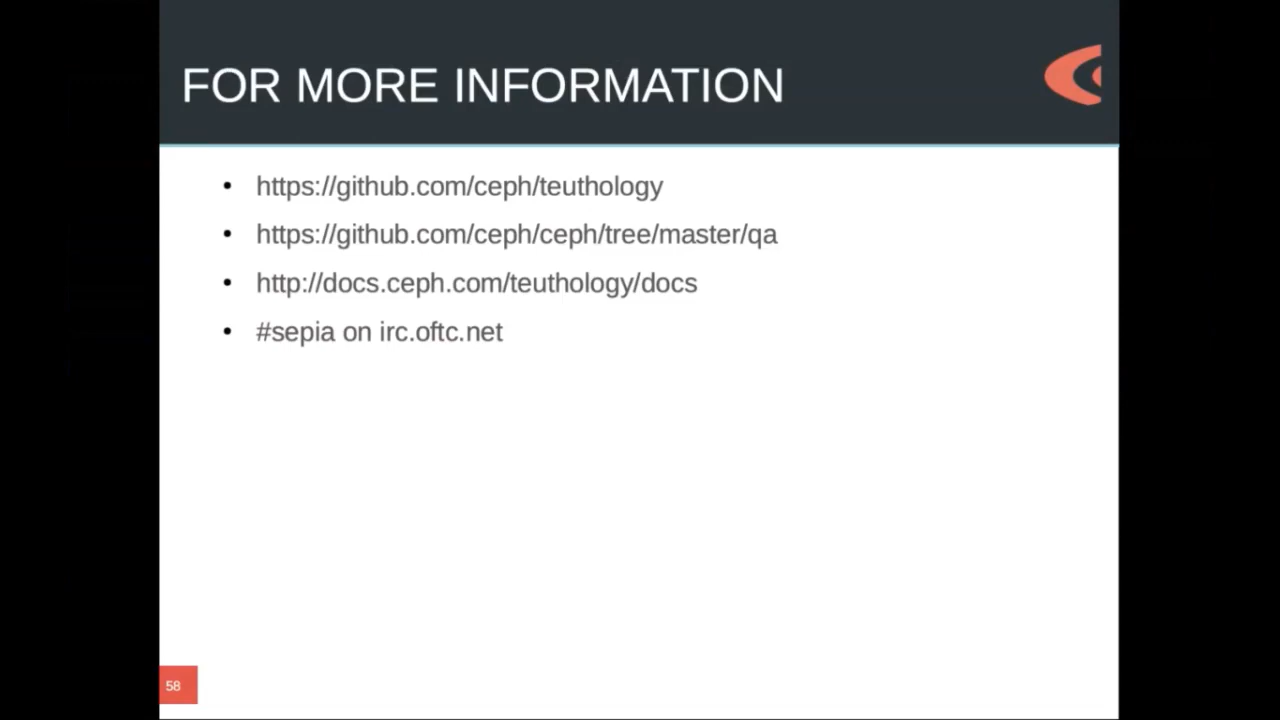 FOR MORE INFORMATION
• https://github.com/ceph/teuthology
• https://github.com/ceph/ceph/tree/master/qa
• http://docs.ceph.com/teuthology/docs
• #sepia on irc.oftc.net
58